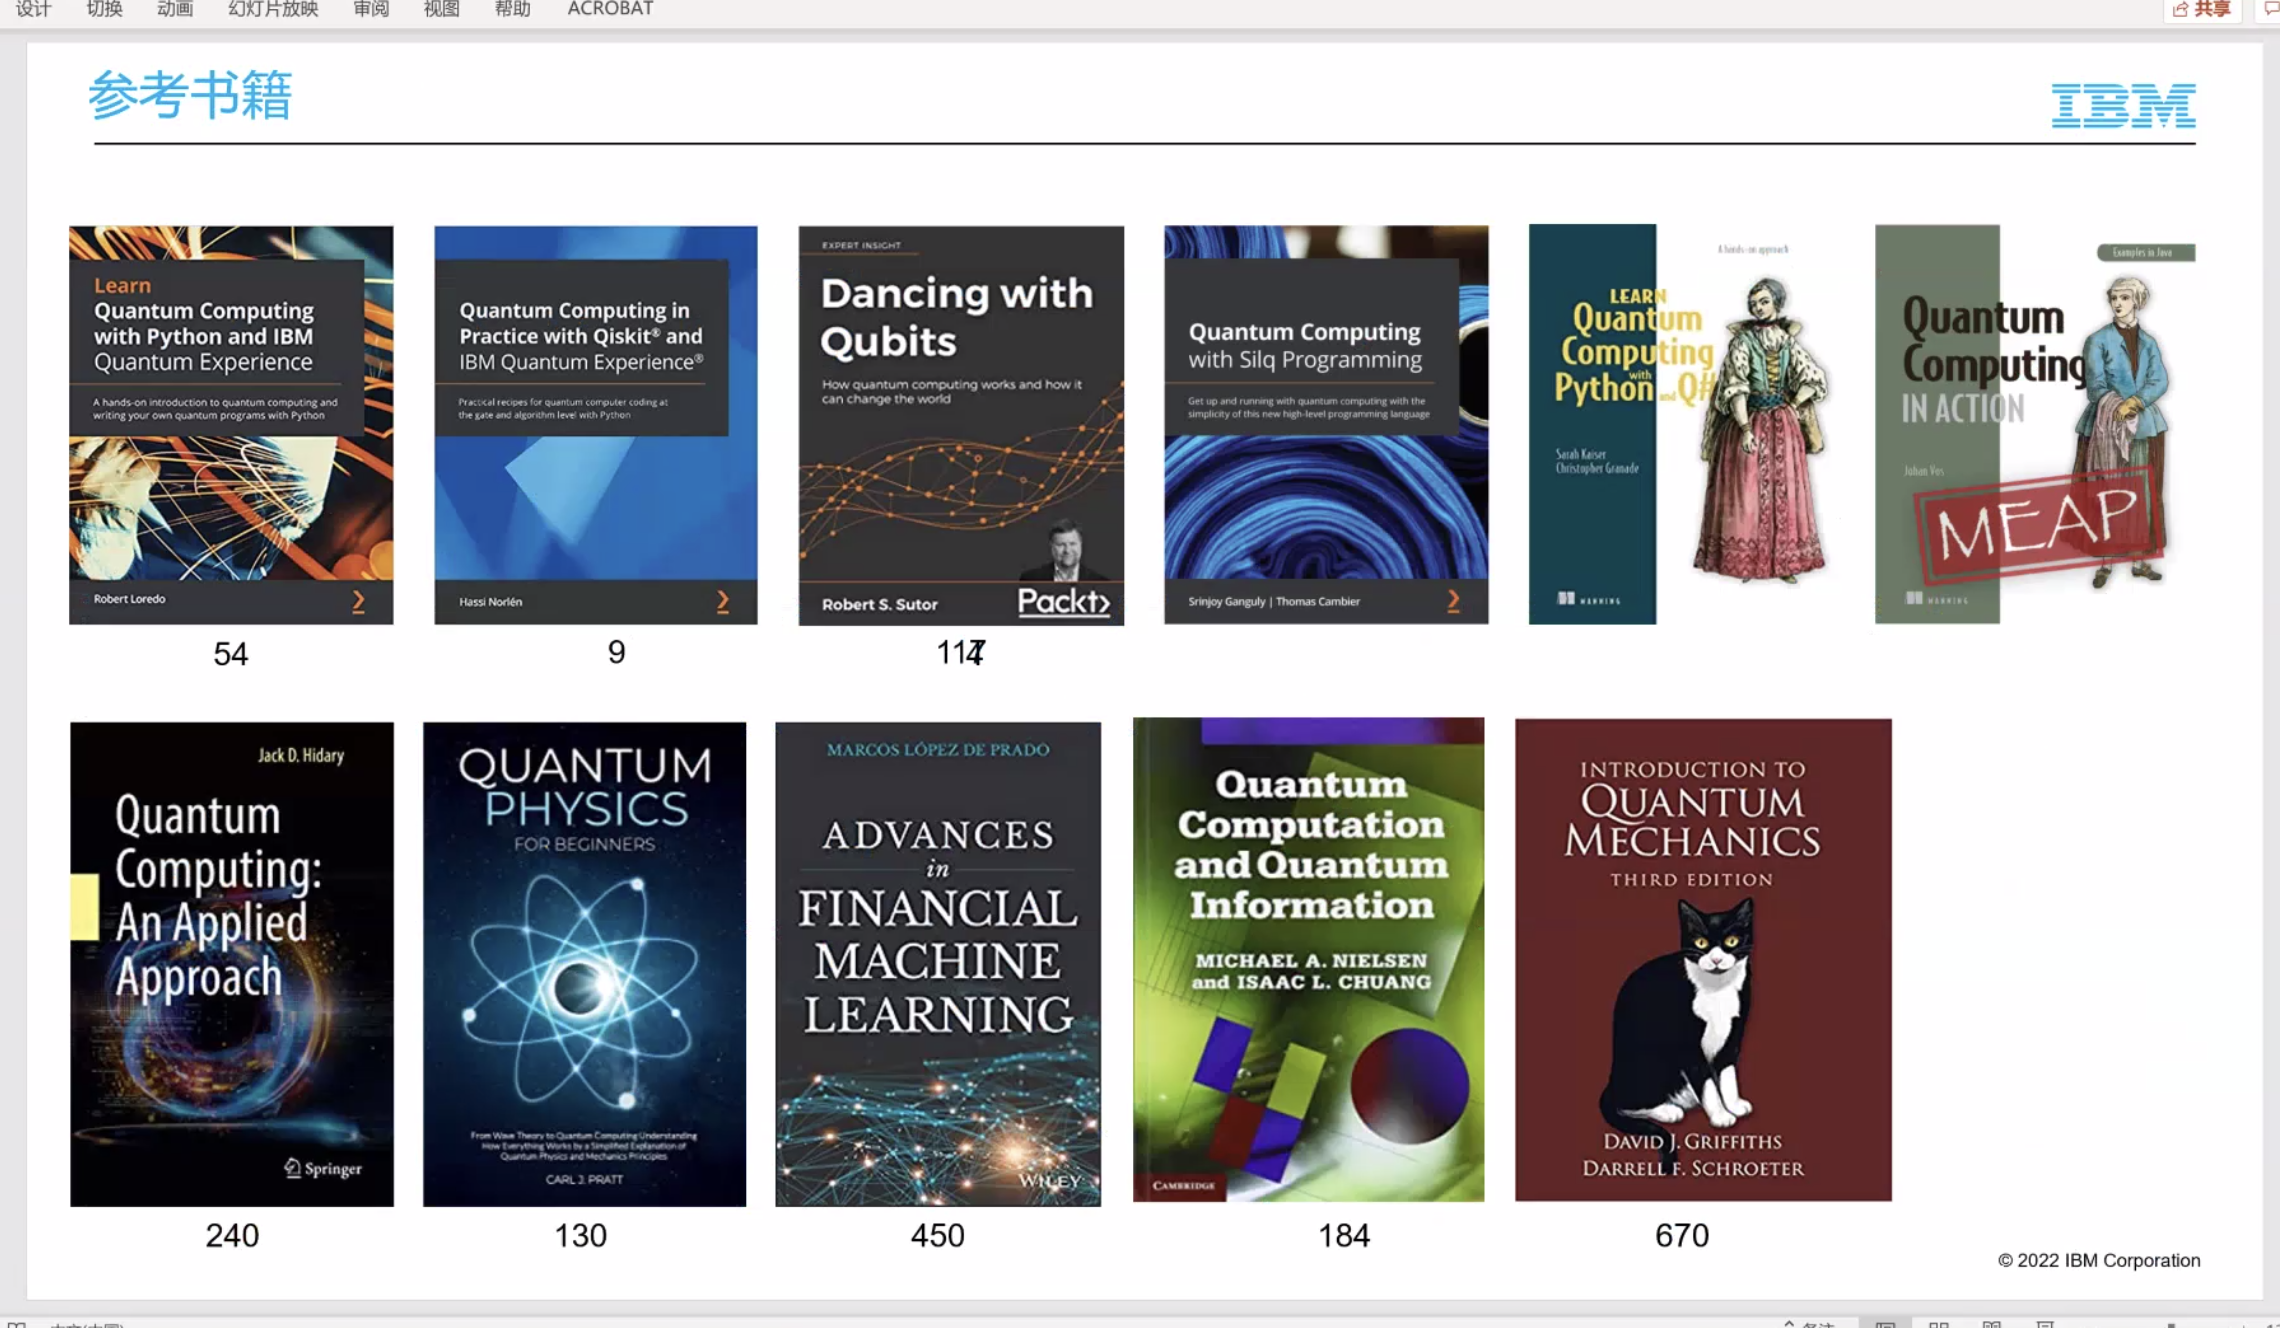 设计 切换 动画 幻灯片放映 审阅 视图 帮助 ACROBAT 共享
参考书籍
IBM
Learn
Quantum Computing
with Python and IBM
Quantum Experience
A hands-on introduction to quantum computing and
writing your own quantum programs with Python
Robert Loredo
54
Quantum Computing in
Practice with Qiskit® and
IBM Quantum Experience®
Practical recipes for quantum computer coding at
the gate and algorithm level with Python
Hassi Norlén
9
EXPERT INSIGHT
Dancing with
Qubits
How quantum computing works and how it
can change the world
Robert S. Sutor
Packt>
Quantum Computing
with Silq Programming
Get up and running with quantum computing with the
simplicity of this new high-level programming language
Srinjoy Ganguly | Thomas Cambier
A hands-on approach
LEARN
Quantum
Computing
with
Python and Q#
Sarah Kaiser
Christopher Granade
MANNING
Examples in Java
Quantum
Computing
IN ACTION
Johan Vos
MEAP
MANNING
Jack D. Hidary
Quantum
Computing:
An Applied
Approach
Springer
240
QUANTUM
PHYSICS
FOR BEGINNERS
From Wave Theory to Quantum Computing Understanding
How Everything Works by a Simplified Explanation of
Quantum Physics and Mechanics Principles
CARL J. PRATT
130
MARCOS LÓPEZ DE PRADO
ADVANCES
in
FINANCIAL
MACHINE
LEARNING
WILEY
450
Quantum
Computation
and Quantum
Information
MICHAEL A. NIELSEN
and ISAAC L. CHUANG
CAMBRIDGE
184
INTRODUCTION TO
QUANTUM
MECHANICS
THIRD EDITION
DAVID J. GRIFFITHS
DARRELL F. SCHROETER
670
© 2022 IBM Corporation